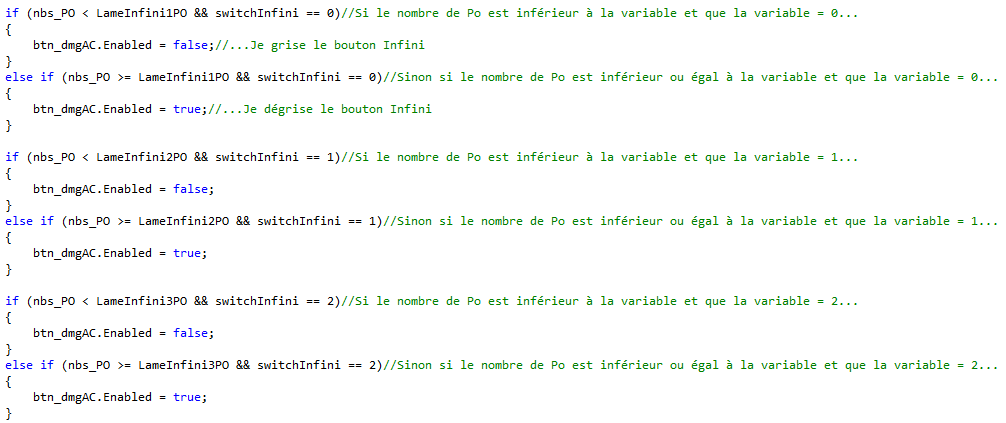 if (nbs_PO < LameInfini1PO && switchInfini == 0)//Si le nombre de Po est inférieur à la variable et que la variable = 0...
{
    btn_dmgAC.Enabled = false;//...Je grise le bouton Infini
}
else if (nbs_PO >= LameInfini1PO && switchInfini == 0)//Sinon si le nombre de Po est inférieur ou égal à la variable et que la variable = 0...
{
    btn_dmgAC.Enabled = true;//...Je dégrise le bouton Infini
}
if (nbs_PO < LameInfini2PO && switchInfini == 1)//Si le nombre de Po est inférieur à la variable et que la variable = 1...
{
    btn_dmgAC.Enabled = false;
}
else if (nbs_PO >= LameInfini2PO && switchInfini == 1)//Sinon si le nombre de Po est inférieur ou égal à la variable et que la variable = 1...
{
    btn_dmgAC.Enabled = true;
}
if (nbs_PO < LameInfini3PO && switchInfini == 2)//Si le nombre de Po est inférieur à la variable et que la variable = 2...
{
    btn_dmgAC.Enabled = false;
}
else if (nbs_PO >= LameInfini3PO && switchInfini == 2)//Sinon si le nombre de Po est inférieur ou égal à la variable et que la variable = 2...
{
    btn_dmgAC.Enabled = true;
}